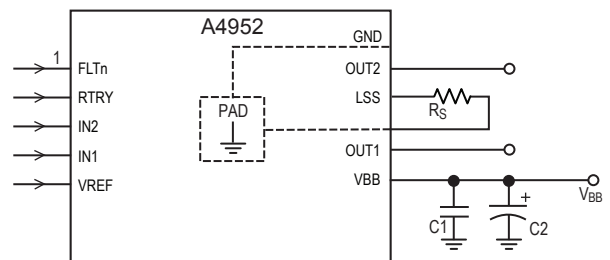 A4952
GND
1
FLTn
OUT2
RTRY
LSS
RS
PAD
IN2
IN1
OUT1
VREF
VBB
VBB
+
C1
C2